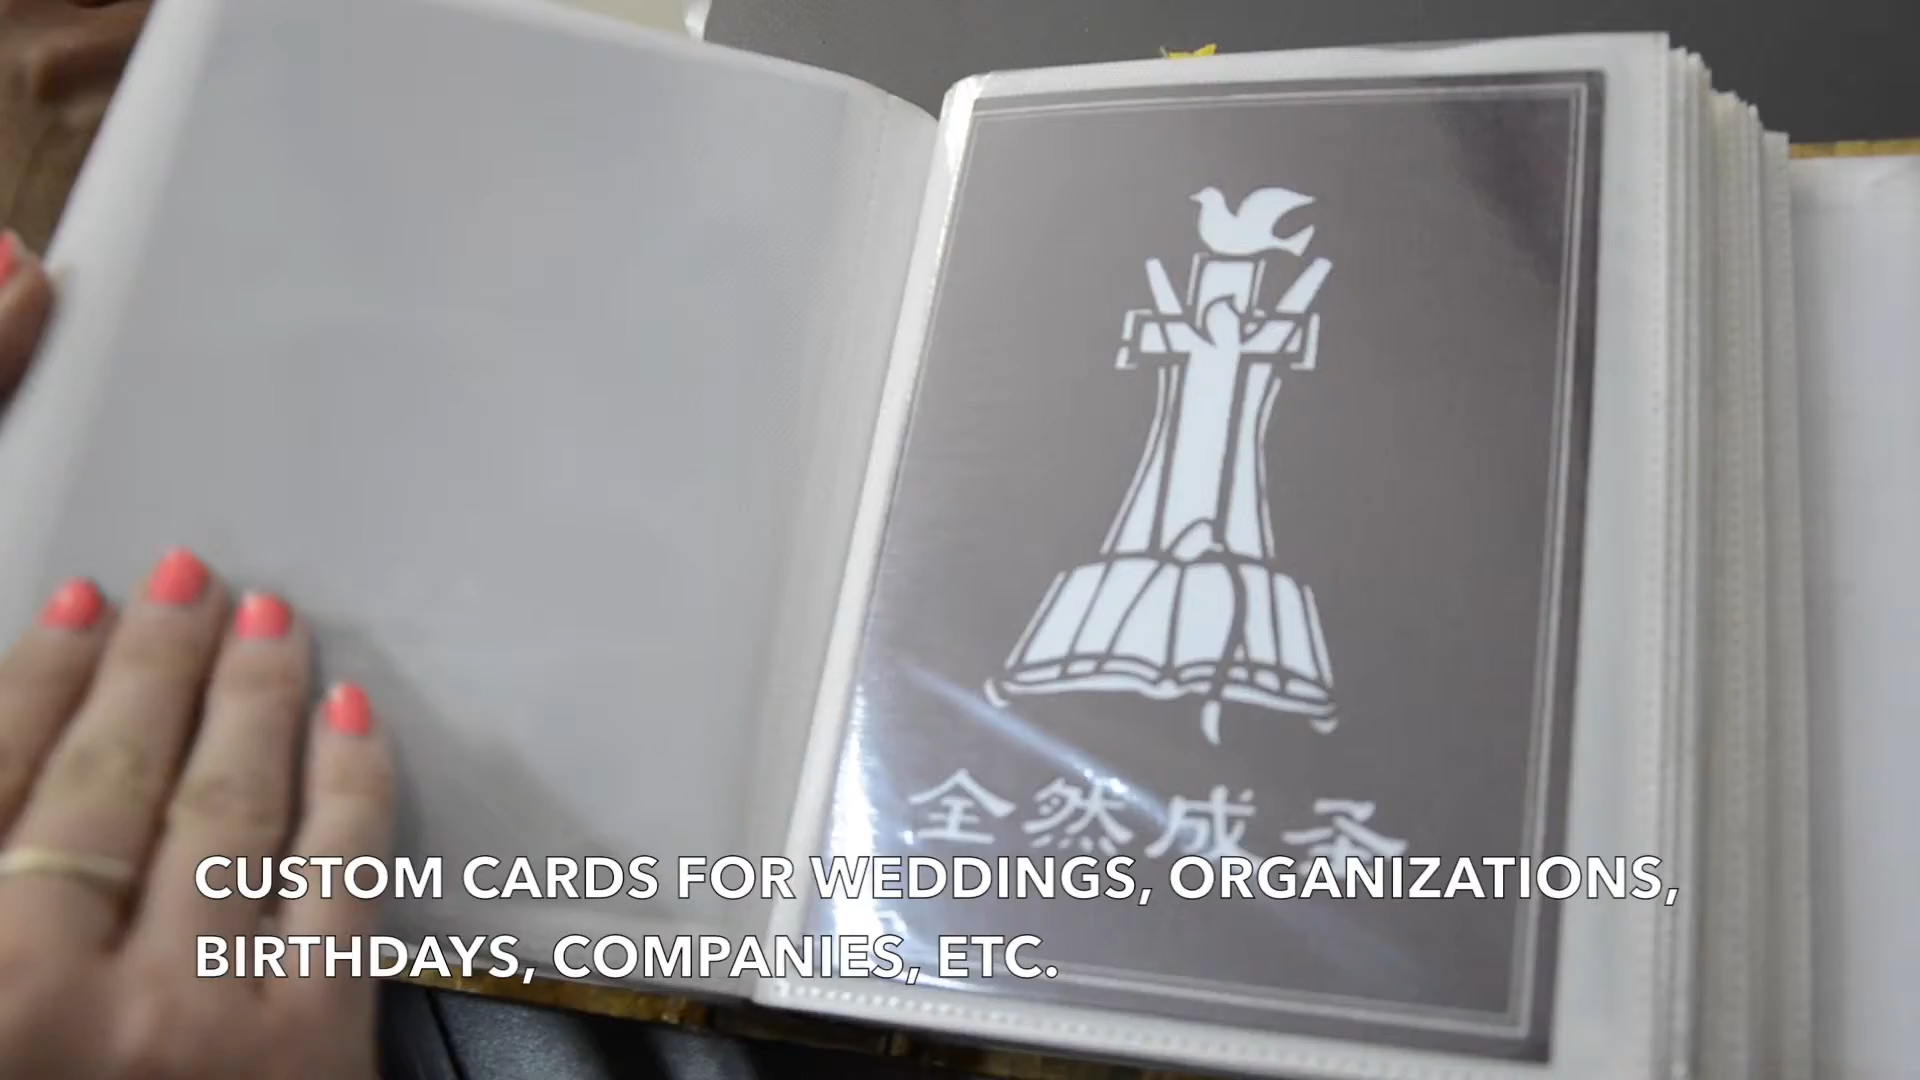 全然成圣
CUSTOM CARDS FOR WEDDINGS, ORGANIZATIONS,
BIRTHDAYS, COMPANIES, ETC.